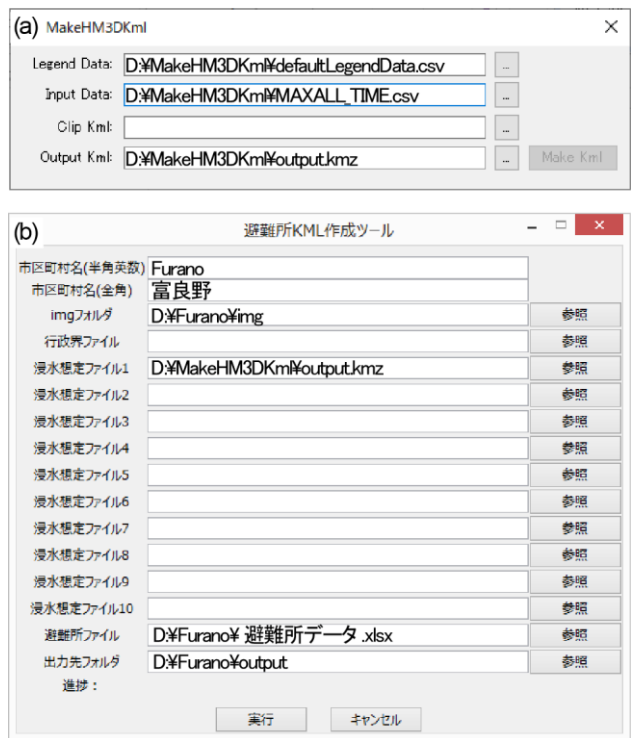 (a) MakeHM3DKml ×
Legend Data: D:¥MakeHM3DKml¥defaultLegendData.csv ...
Input Data: D:¥MakeHM3DKml¥MAXALL_TIME.csv ...
Clip Kml: ...
Output Kml: D:¥MakeHM3DKml¥output.kmz ... Make Kml
(b) 避難所KML作成ツール
市区町村名(半角英数) Furano
市区町村名(全角) 富良野
imgフォルダ D:¥Furano¥img 参照
行政界ファイル 参照
浸水想定ファイル1 D:¥MakeHM3DKml¥output.kmz 参照
浸水想定ファイル2 参照
浸水想定ファイル3 参照
浸水想定ファイル4 参照
浸水想定ファイル5 参照
浸水想定ファイル6 参照
浸水想定ファイル7 参照
浸水想定ファイル8 参照
浸水想定ファイル9 参照
浸水想定ファイル10 参照
避難所ファイル D:¥Furano¥ 避難所データ .xlsx 参照
出力先フォルダ D:¥Furano¥output 参照
進捗：
実行 キャンセル